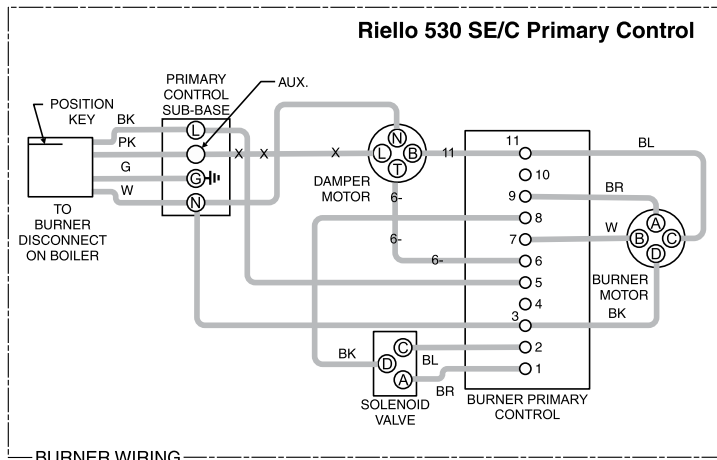 Riello 530 SE/C Primary Control
PRIMARY
CONTROL
SUB-BASE
AUX.
POSITION
KEY
BK
PK
G
W
L
G
N
X
X
X
TO
BURNER
DISCONNECT
ON BOILER
N
L
B
T
DAMPER
MOTOR
11
6-
6-
6-
11
10
9
8
7
6
5
4
3
2
1
BL
BR
W
A
B
C
D
BURNER
MOTOR
BK
BK
C
D
A
BL
BR
SOLENOID
VALVE
BURNER PRIMARY
CONTROL
BURNER WIRING